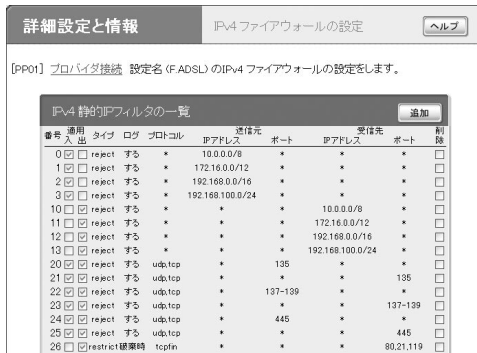 詳細設定と情報 IPv4ファイアウォールの設定 ヘルプ
[PP01] プロバイダ接続 設定名 (F.ADSL) のIPv4 ファイアウォールの設定をします。
IPv4 静的IPフィルタの一覧 追加
番号 適用 入 出 タイプ ログ プロトコル 送信元 IPアドレス ポート 受信先 IPアドレス ポート 削除
0 reject する * 10.0.0.0/8 * * *
1 reject する * 172.16.0.0/12 * * *
2 reject する * 192.168.0.0/16 * * *
3 reject する * 192.168.100.0/24 * * *
10 reject する * * * 10.0.0.0/8 *
11 reject する * * * 172.16.0.0/12 *
12 reject する * * * 192.168.0.0/16 *
13 reject する * * * 192.168.100.0/24 *
20 reject する udp,tcp * 135 * *
21 reject する udp,tcp * * * 135
22 reject する udp,tcp * 137-139 * *
23 reject する udp,tcp * * * 137-139
24 reject する udp,tcp * 445 * *
25 reject する udp,tcp * * * 445
26 restrict 破棄時 tcpfin * * * 80,21,119